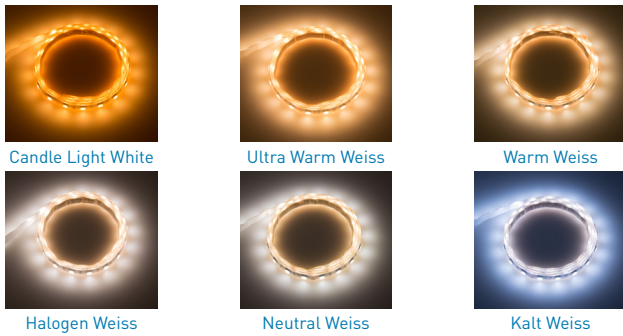 Candle Light White
Ultra Warm Weiss
Warm Weiss
Halogen Weiss
Neutral Weiss
Kalt Weiss